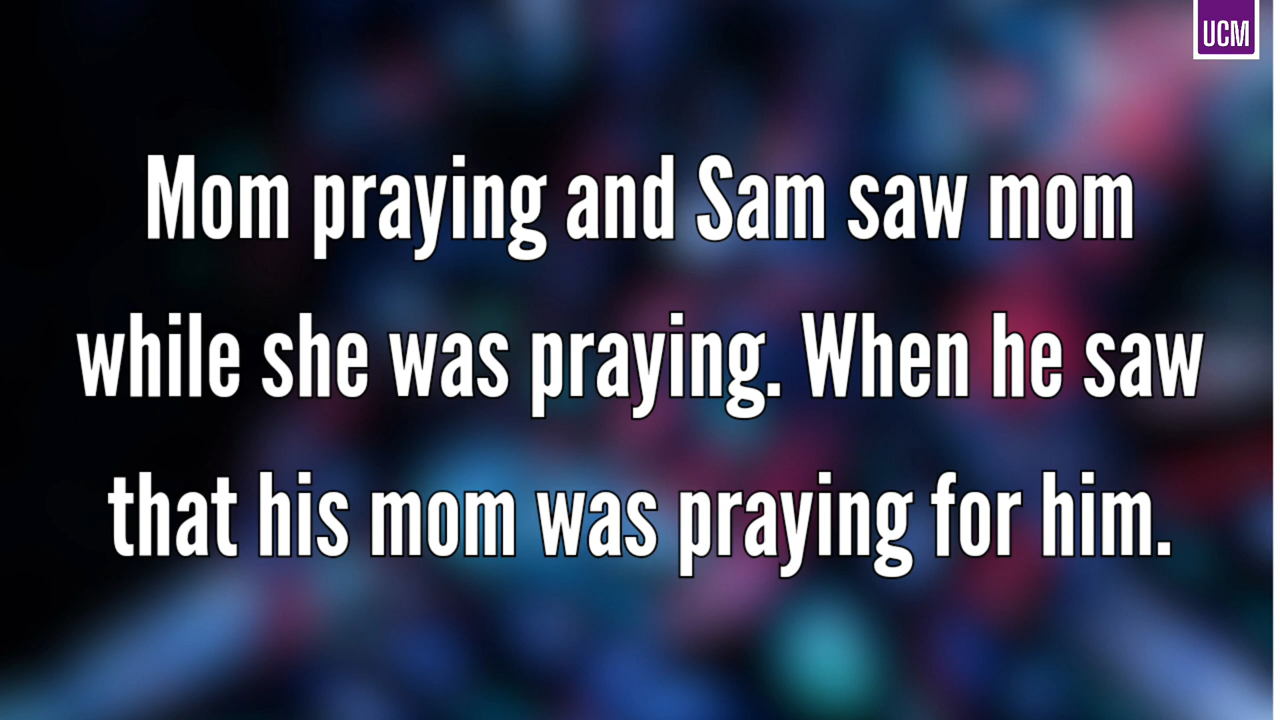 UCM
Mom praying and Sam saw mom
while she was praying. When he saw
that his mom was praying for him.